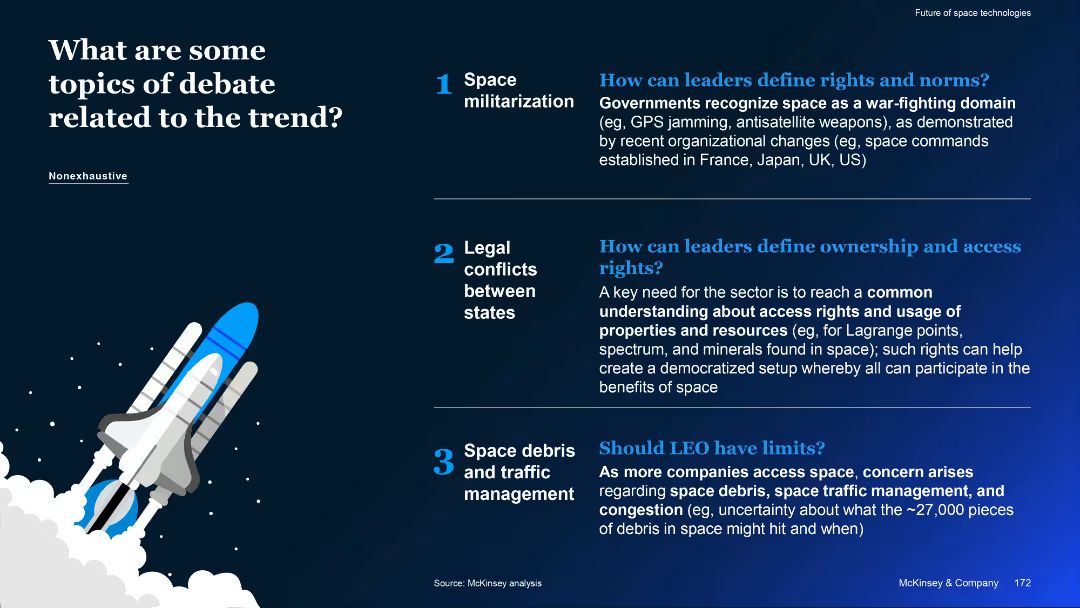 Future of space technologies
What are some
topics of debate
related to the trend?
Nonexhaustive
1 Space
militarization
How can leaders define rights and norms?
Governments recognize space as a war-fighting domain
(eg, GPS jamming, antisatellite weapons), as demonstrated
by recent organizational changes (eg, space commands
established in France, Japan, UK, US)
2 Legal
conflicts
between
states
How can leaders define ownership and access
rights?
A key need for the sector is to reach a common
understanding about access rights and usage of
properties and resources (eg, for Lagrange points,
spectrum, and minerals found in space); such rights can help
create a democratized setup whereby all can participate in the
benefits of space
3 Space debris
and traffic
management
Should LEO have limits?
As more companies access space, concern arises
regarding space debris, space traffic management, and
congestion (eg, uncertainty about what the ~27,000 pieces
of debris in space might hit and when)
Source: McKinsey analysis
McKinsey & Company 172